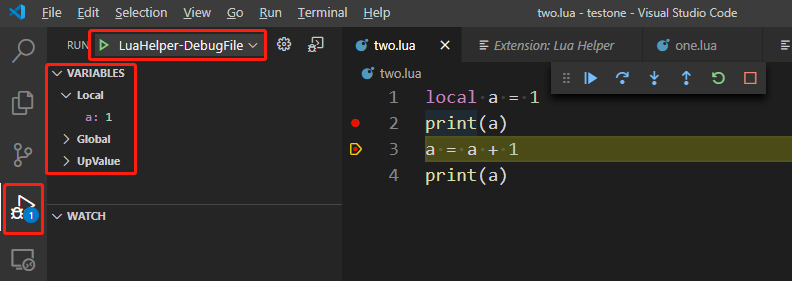 File Edit Selection View Go Run Terminal Help two.lua - testone - Visual Studio Code
RUN LuaHelper-DebugFile
two.lua Extension: Lua Helper one.lua
VARIABLES
Local
a: 1
Global
UpValue
WATCH
1
two.lua
1 local a = 1
2 print(a)
3 a = a + 1
4 print(a)